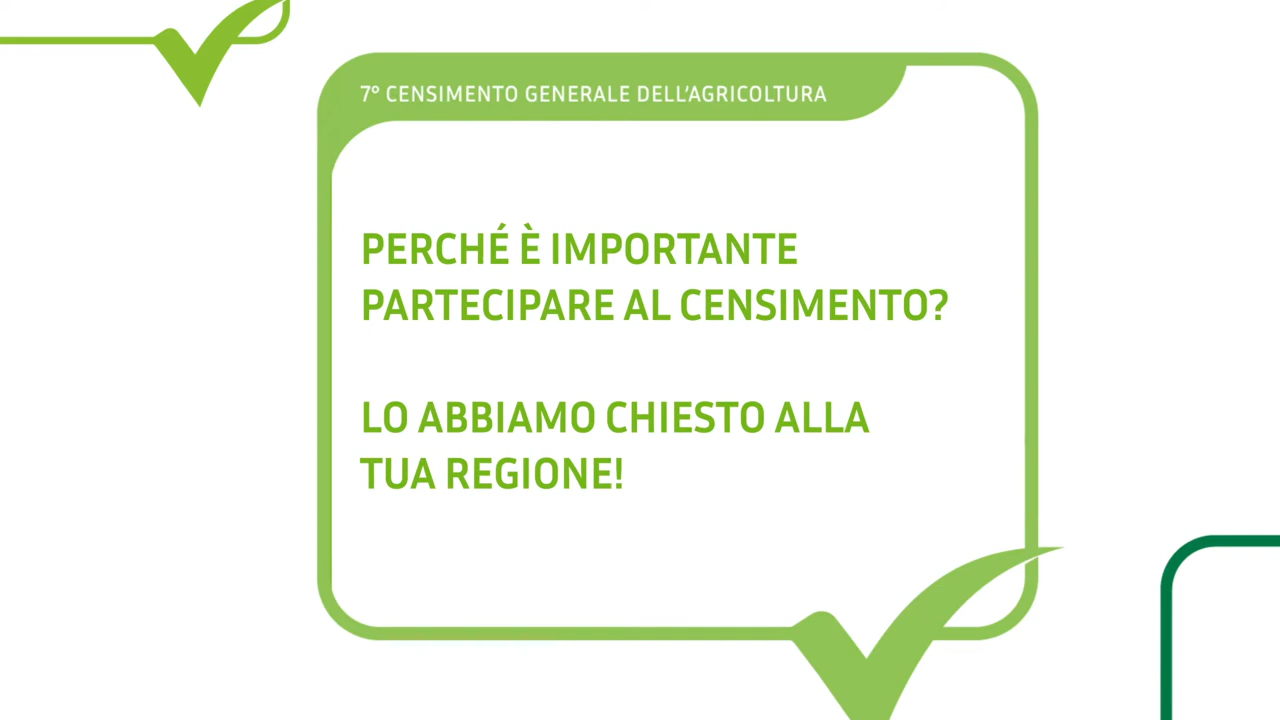 7° CENSIMENTO GENERALE DELL'AGRICOLTURA
PERCHÉ È IMPORTANTE
PARTECIPARE AL CENSIMENTO?
LO ABBIAMO CHIESTO ALLA
TUA REGIONE!